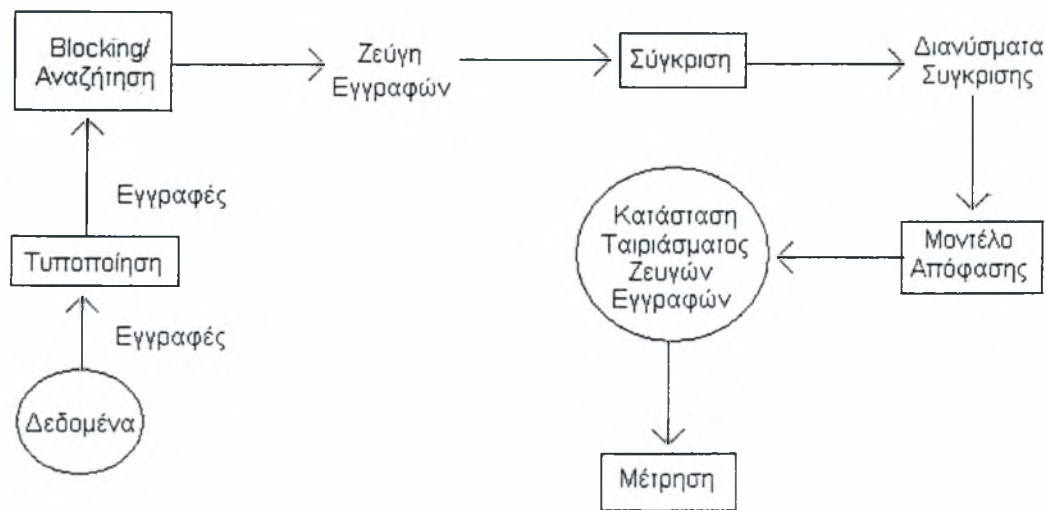 Blocking/
Αναζήτηση
Ζεύγη
Εγγραφών
Σύγκριση
Διανύσματα
Συγκρισης
Εγγραφές
Τυποποίηση
Κατάσταση
Ταιριάσματος
Ζευγών
Εγγραφών
Μοντέλο
Απόφασης
Εγγραφές
Δεδομένα
Μέτρηση